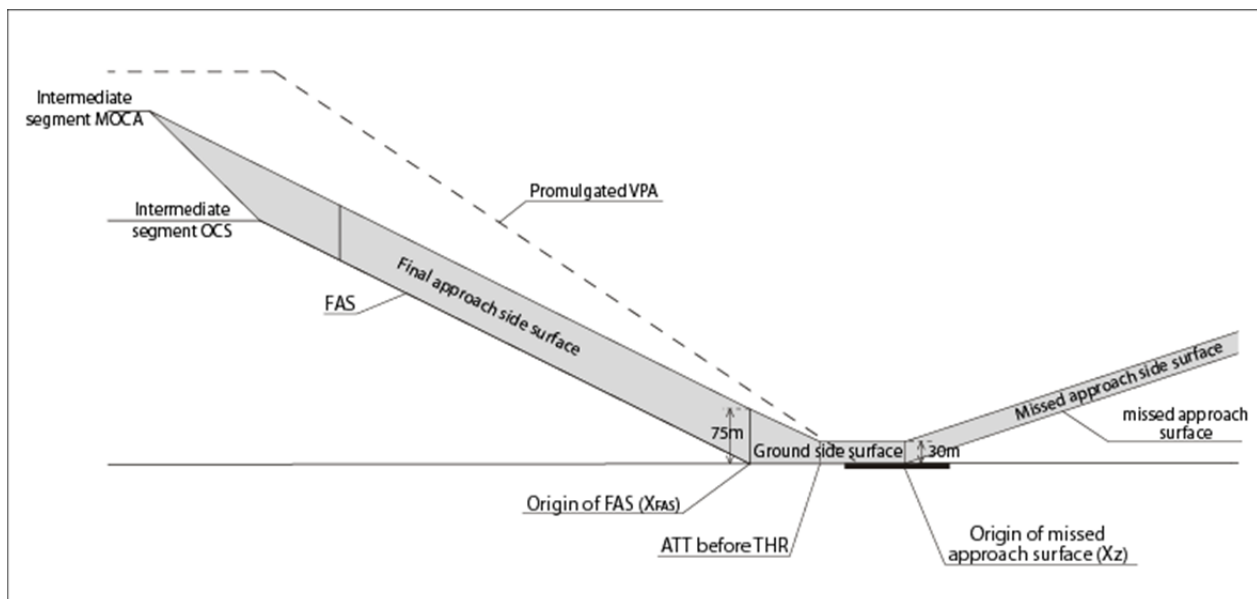 Intermediate
segment MOCA
Promulgated VPA
Intermediate
segment OCS
Final approach side surface
FAS
Missed approach side surface
missed approach
surface
75m
Ground side surface
30m
Origin of FAS (XFAS)
ATT before THR
Origin of missed
approach surface (Xz)